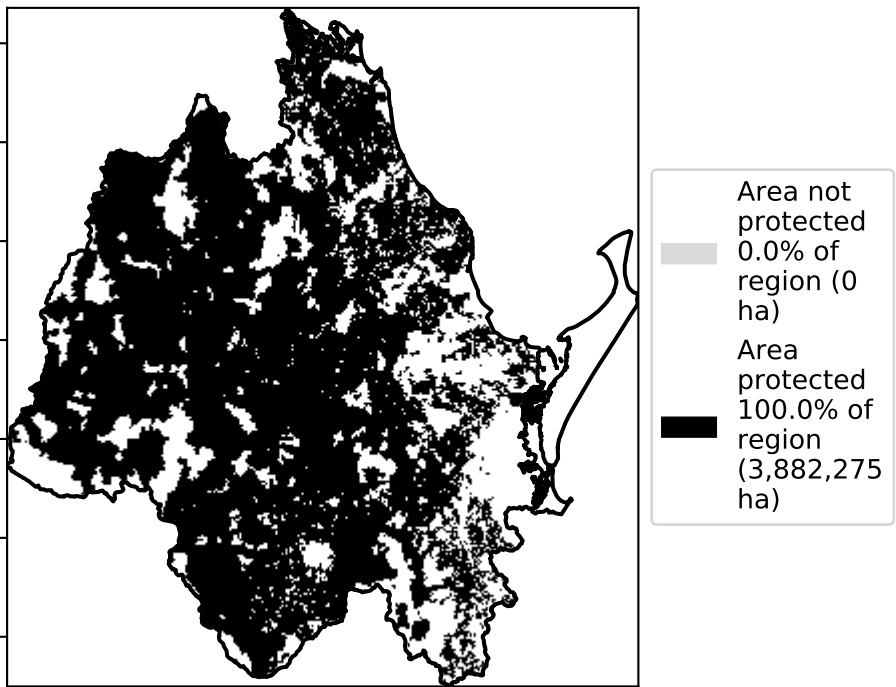 Area not
protected
0.0% of
region (0
ha)
Area
protected
100.0% of
region
(3,882,275
ha)